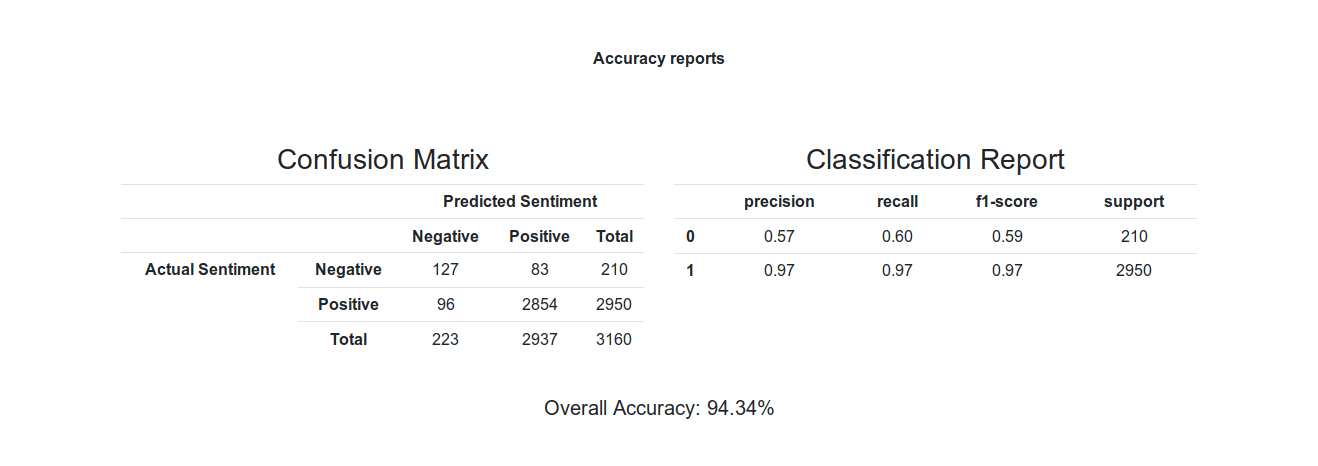 Accuracy reports
Confusion Matrix
Predicted Sentiment
Negative Positive Total
Actual Sentiment Negative 127 83 210
Positive 96 2854 2950
Total 223 2937 3160
Classification Report
precision recall f1-score support
0 0.57 0.60 0.59 210
1 0.97 0.97 0.97 2950
Overall Accuracy: 94.34%